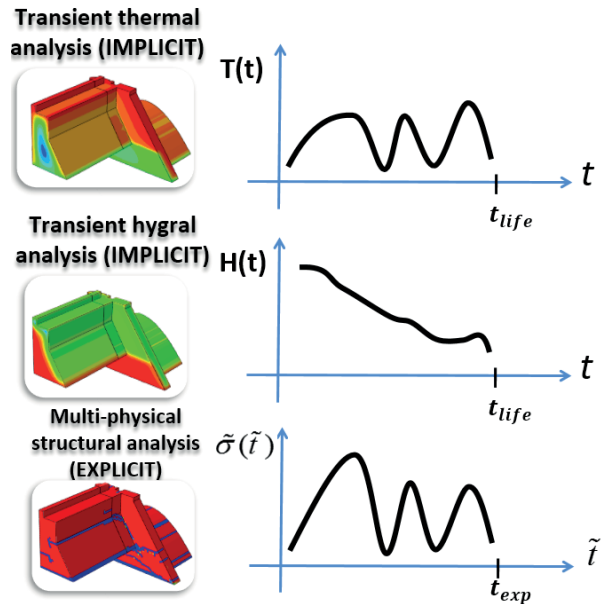 Transient thermal
analysis (IMPLICIT)
T(t)
t
t_life
Transient hygral
analysis (IMPLICIT)
H(t)
t
t_life
Multi-physical
structural analysis
(EXPLICIT)
σ̃(t̃)
t̃
t_exp